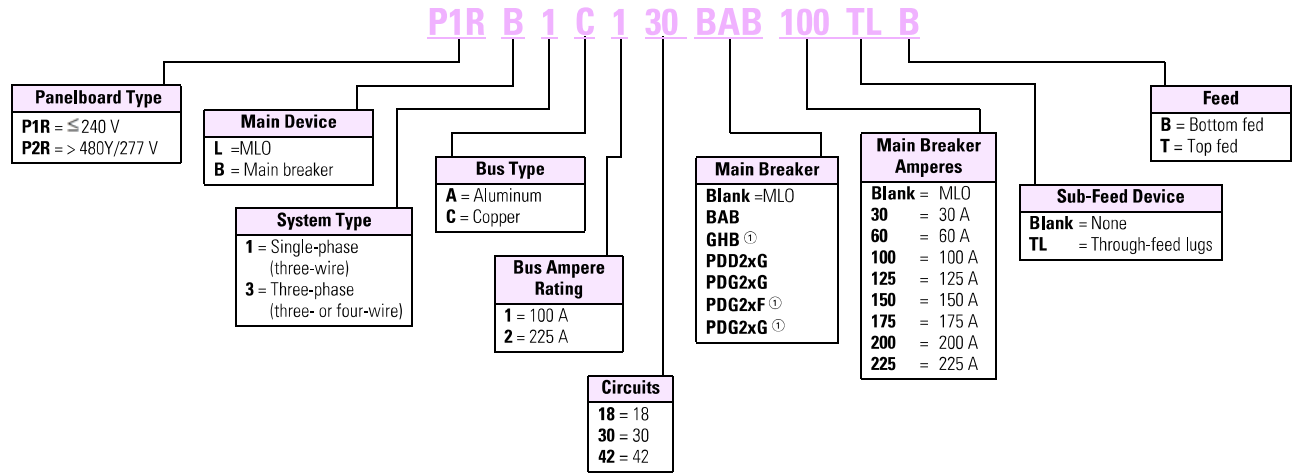 P1R B 1 C 1 30 BAB 100 TL B
Panelboard Type
P1R = ≤ 240 V
P2R = > 480Y/277 V
Main Device
L =MLO
B = Main breaker
System Type
1 = Single-phase
(three-wire)
3 = Three-phase
(three- or four-wire)
Bus Type
A = Aluminum
C = Copper
Bus Ampere
Rating
1 = 100 A
2 = 225 A
Circuits
18 = 18
30 = 30
42 = 42
Main Breaker
Blank =MLO
BAB
GHB ①
PDD2xG
PDG2xG
PDG2xF ①
PDG2xG ①
Main Breaker
Amperes
Blank = MLO
30 = 30 A
60 = 60 A
100 = 100 A
125 = 125 A
150 = 150 A
175 = 175 A
200 = 200 A
225 = 225 A
Sub-Feed Device
Blank = None
TL = Through-feed lugs
Feed
B = Bottom fed
T = Top fed